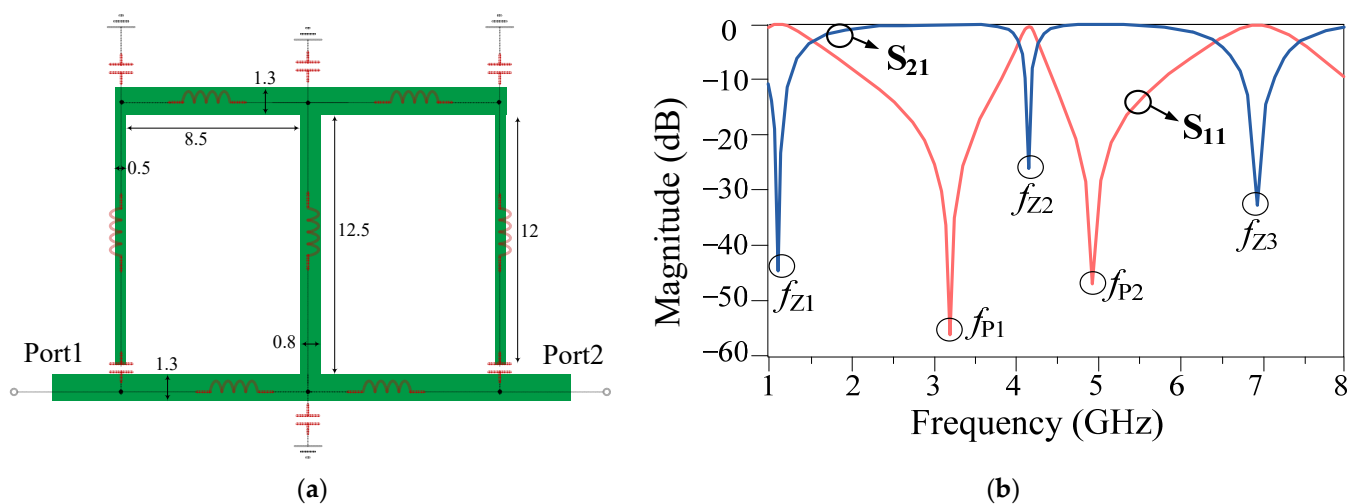 1.3
8.5
0.5
12.5
12
0.8
Port1
1.3
Port2
(a)
Magnitude (dB)
0
−10
−20
−30
−40
−50
−60
S21
S11
fZ1
fP1
fZ2
fP2
fZ3
1 2 3 4 5 6 7 8
Frequency (GHz)
(b)